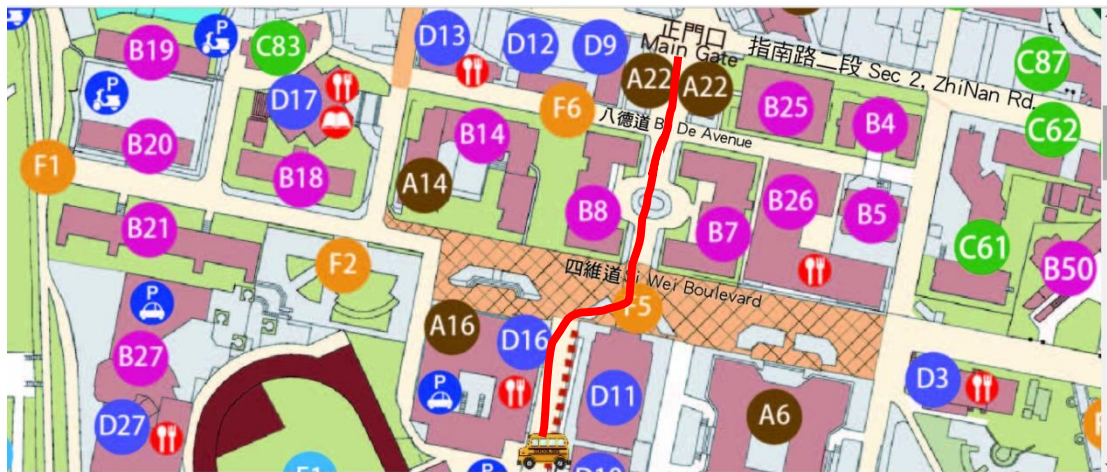 正門口
Main Gate
指南路二段 Sec 2, ZhiNan Rd.
P
B19
C83
D13
D12
D9
A22
A22
C87
P
D17
F6
B25
B4
C62
八德道 Ba De Avenue
F1
B20
B18
B14
A14
B8
B7
B26
B5
C61
B50
B21
F2
四維道 Si Wei Boulevard
F5
P
B27
A16
D16
P
D11
A6
D3
D27
P